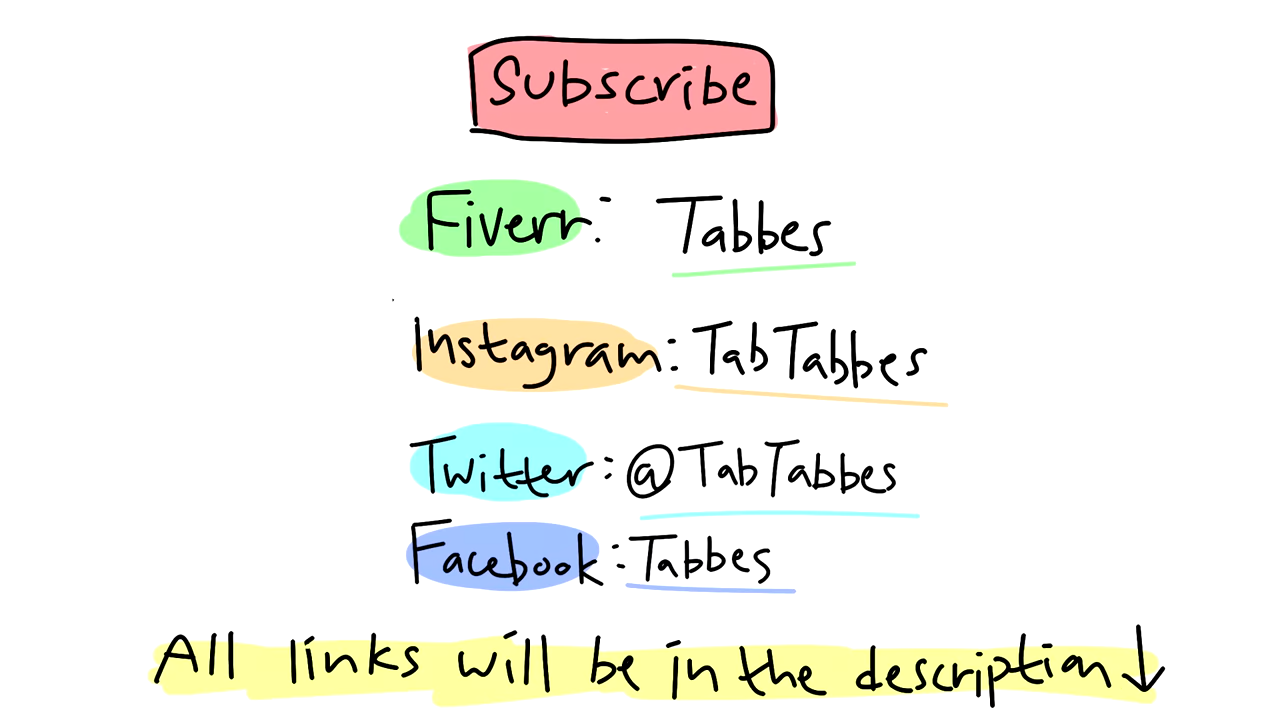 Subscribe
Fiverr: Tabbes
Instagram: TabTabbes
Twitter: @TabTabbes
Facebook: Tabbes
All links will be in the description↓